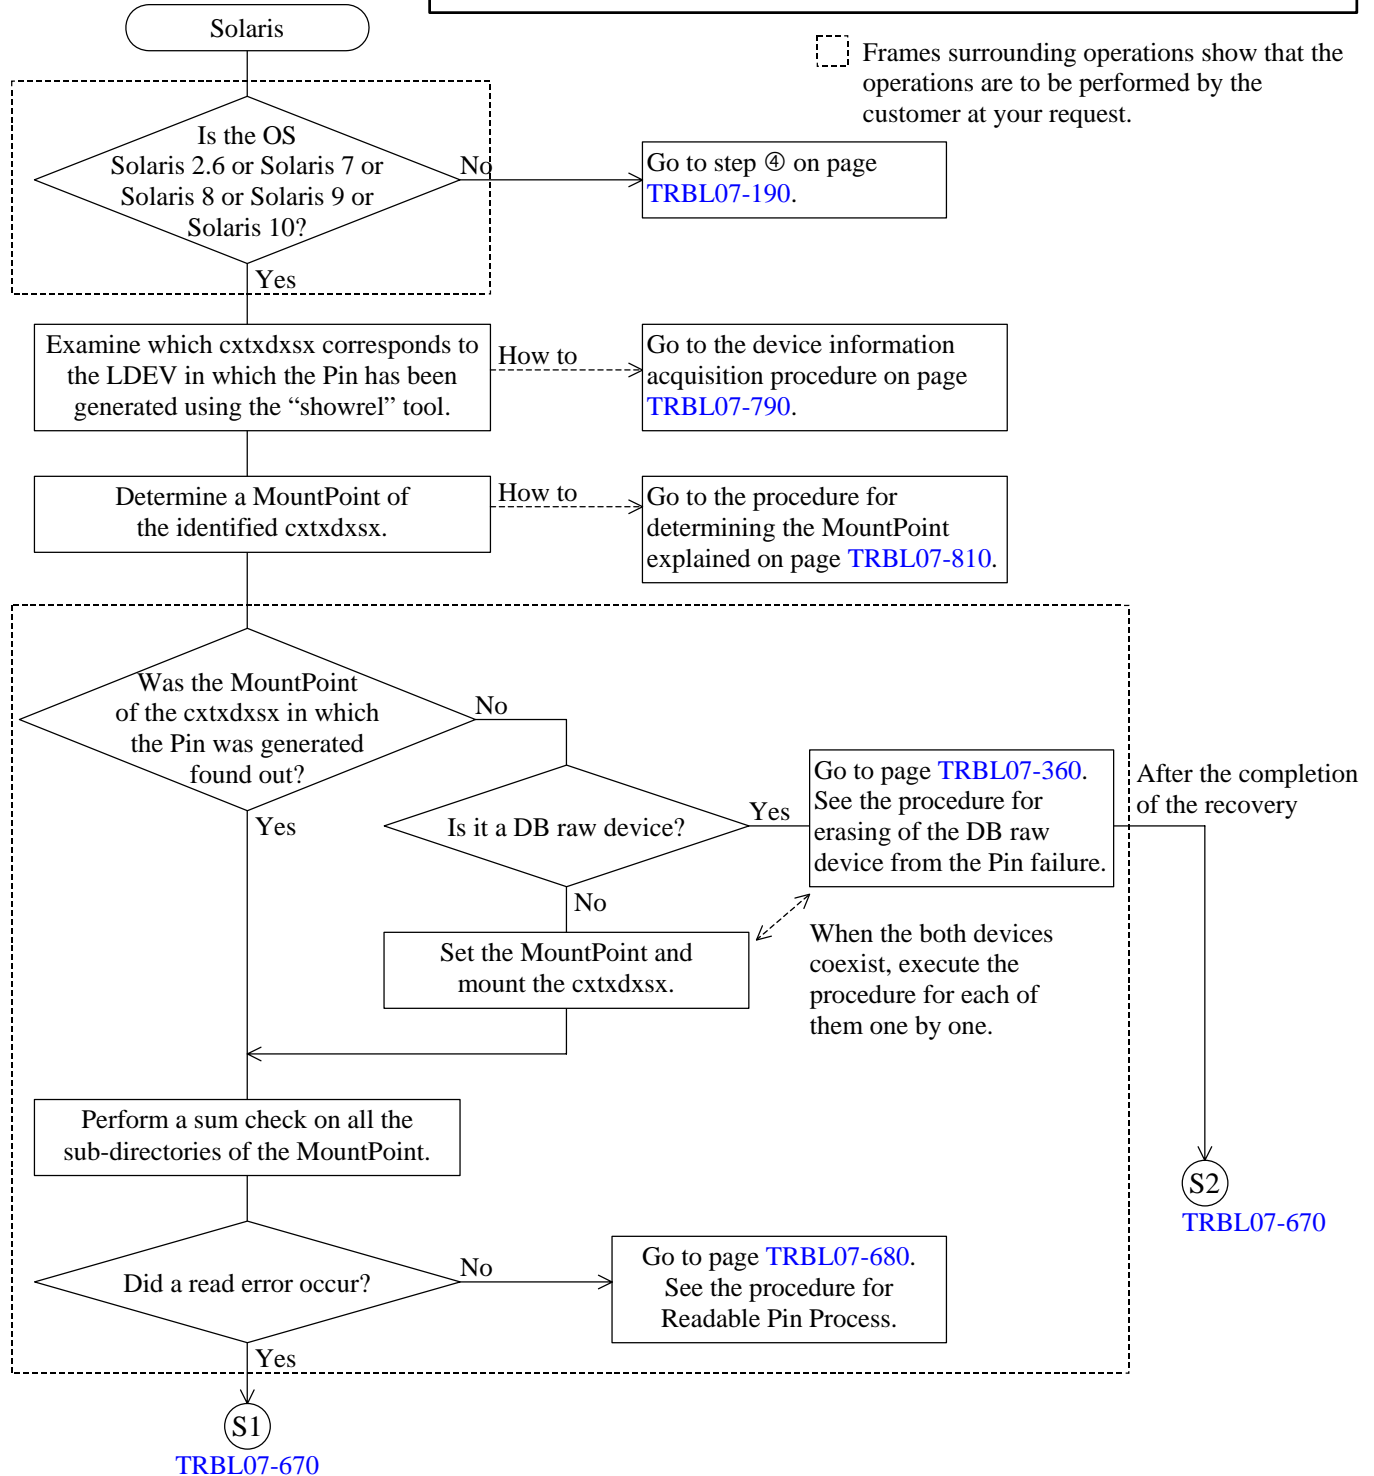 Solaris
Frames surrounding operations show that the
operations are to be performed by the
customer at your request.
Is the OS
Solaris 2.6 or Solaris 7 or
Solaris 8 or Solaris 9 or
Solaris 10?
No
Go to step ④ on page
TRBL07-190.
Yes
Examine which cxtxdxsx corresponds to
the LDEV in which the Pin has been
generated using the “showrel” tool.
How to
Go to the device information
acquisition procedure on page
TRBL07-790.
Determine a MountPoint of
the identified cxtxdxsx.
How to
Go to the procedure for
determining the MountPoint
explained on page TRBL07-810.
Was the MountPoint
of the cxtxdxsx in which
the Pin was generated
found out?
No
Yes
Is it a DB raw device?
Yes
Go to page TRBL07-360.
See the procedure for
erasing of the DB raw
device from the Pin failure.
After the completion
of the recovery
No
Set the MountPoint and
mount the cxtxdxsx.
When the both devices
coexist, execute the
procedure for each of
them one by one.
Perform a sum check on all the
sub-directories of the MountPoint.
S2
TRBL07-670
Did a read error occur?
No
Go to page TRBL07-680.
See the procedure for
Readable Pin Process.
Yes
S1
TRBL07-670